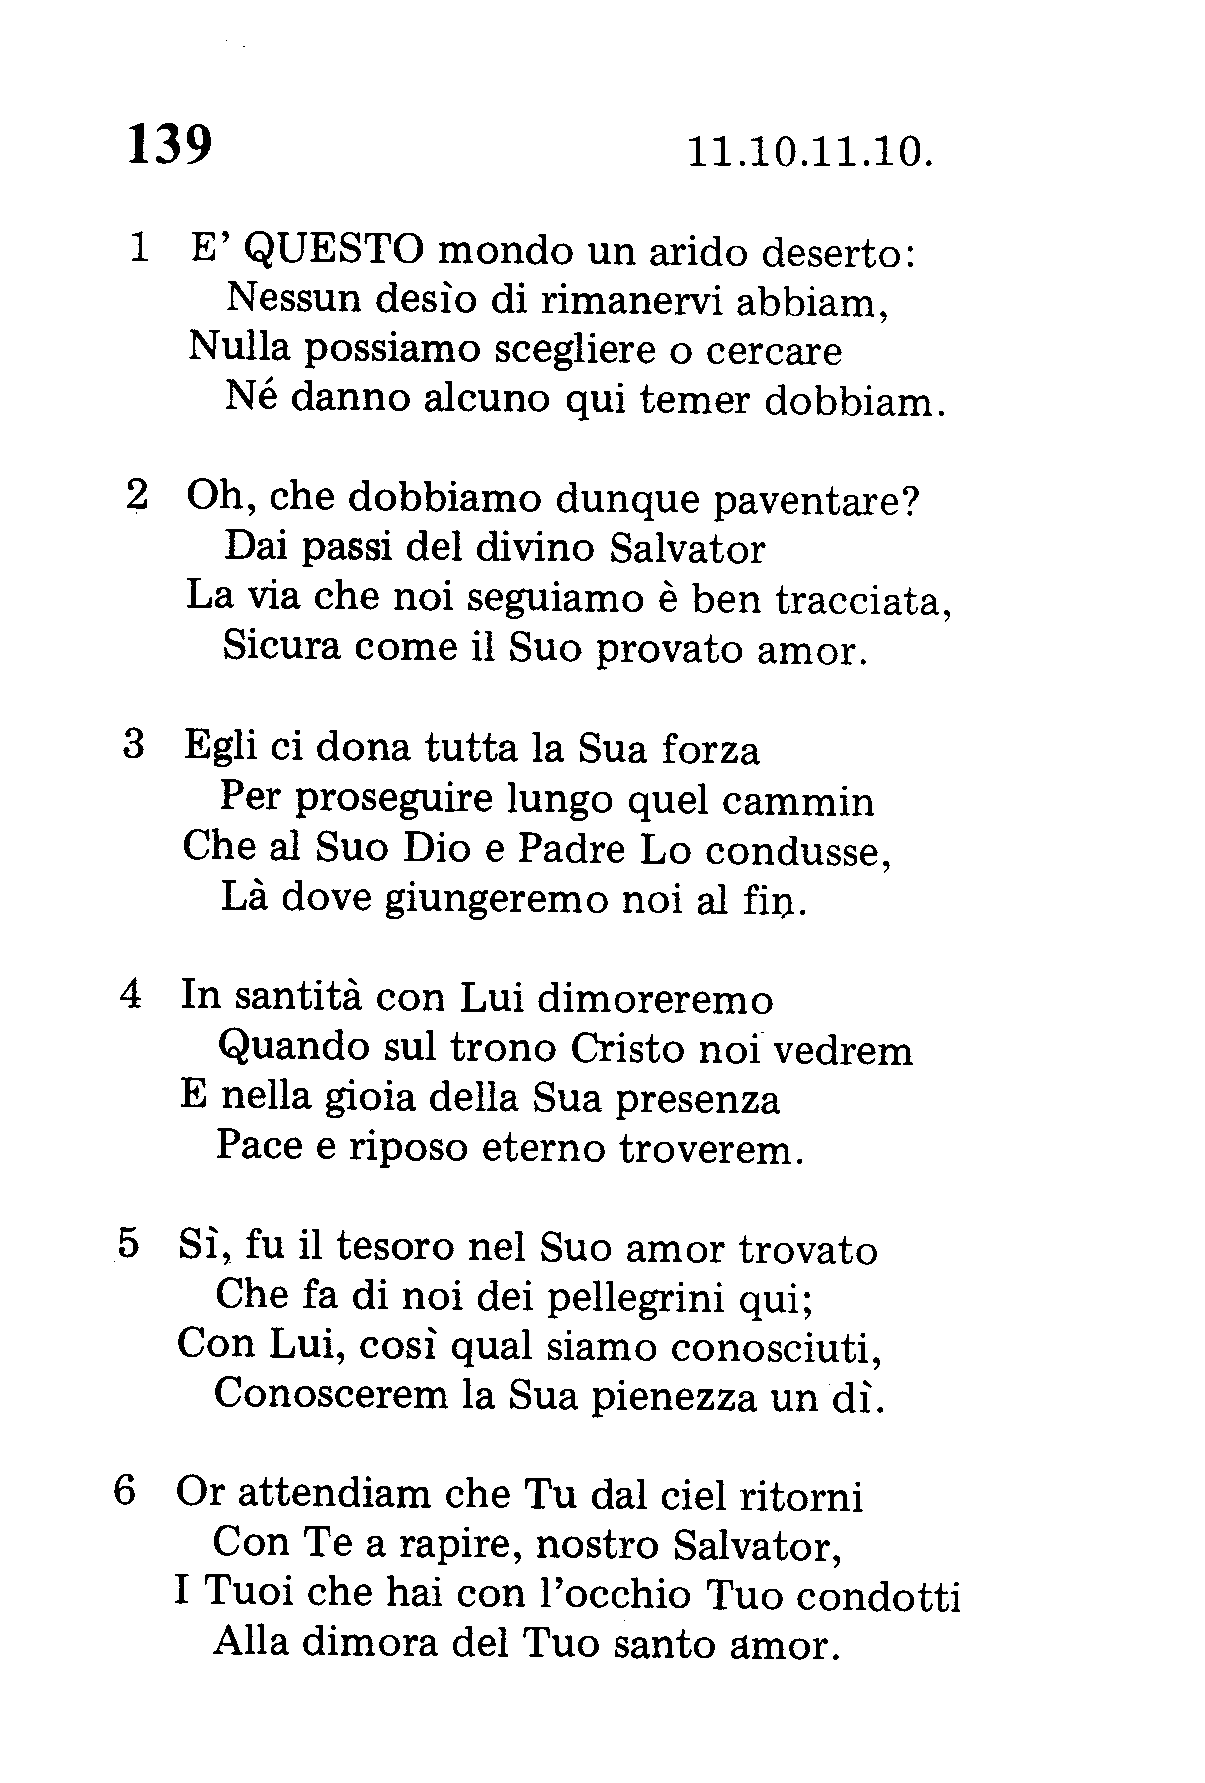 139 11.10.11.10.
1 E’ QUESTO mondo un arido deserto:
Nessun desìo di rimanervi abbiam,
Nulla possiamo scegliere o cercare
Né danno alcuno qui temer dobbiam.
2 Oh, che dobbiamo dunque paventare?
Dai passi del divino Salvator
La via che noi seguiamo è ben tracciata,
Sicura come il Suo provato amor.
3 Egli ci dona tutta la Sua forza
Per proseguire lungo quel cammin
Che al Suo Dio e Padre Lo condusse,
Là dove giungeremo noi al fin.
4 In santità con Lui dimoreremo
Quando sul trono Cristo noi vedrem
E nella gioia della Sua presenza
Pace e riposo eterno troverem.
5 Sì, fu il tesoro nel Suo amor trovato
Che fa di noi dei pellegrini qui;
Con Lui, così qual siamo conosciuti,
Conoscerem la Sua pienezza un dì.
6 Or attendiam che Tu dal ciel ritorni
Con Te a rapire, nostro Salvator,
I Tuoi che hai con l’occhio Tuo condotti
Alla dimora del Tuo santo amor.